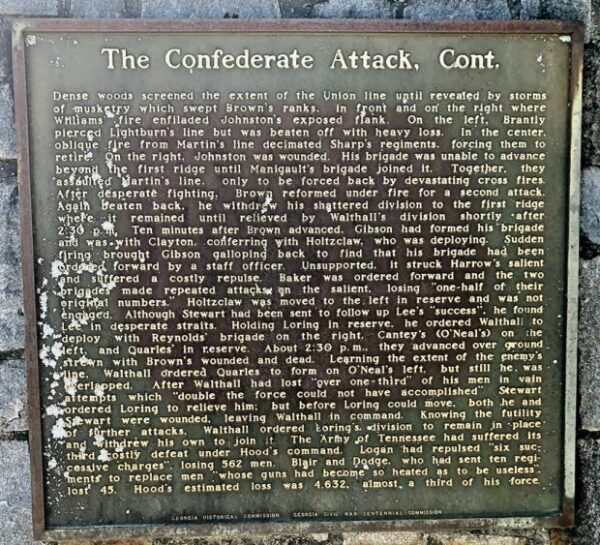 The Confederate Attack, Cont.
Dense woods screened the extent of the Union line until revealed by storms
of musketry which swept Brown's ranks, in front and on the right where
Williams' fire enfiladed Johnston's exposed flank. On the left, Brantly
pierced Lightburn's line but was beaten off with heavy loss. In the center,
oblique fire from Martin's line decimated Sharp's regiments, forcing them to
retire. On the right, Johnston was wounded. His brigade was unable to advance
beyond the first ridge until Manigault's brigade joined it. Together, they
assaulted Martin's line, only to be forced back by devastating cross fires.
After desperate fighting, Brown reformed under fire for a second attack.
Again beaten back, he withdrew his shattered division to the first ridge
where it remained until relieved by Walthall's division shortly after
2:30 p.m. Ten minutes after Brown advanced, Gibson had formed his brigade
and was with Clayton, conferring with Holtzclaw, who was deploying. Sudden
firing brought Gibson galloping back to find that his brigade had been
ordered forward by a staff officer. Unsupported, it struck Harrow's salient
and suffered a costly repulse. Baker was ordered forward and the two
brigades made repeated attacks on the salient, losing "one-half of their
original numbers." Holtzclaw was moved to the left in reserve and was not
engaged. Although Stewart had been sent to follow up Lee's "success", he found
Lee in desperate straits. Holding Loring in reserve, he ordered Walthall to
deploy with Reynolds' brigade on the right, Cantey's (O'Neal's) on the
left, and Quarles' in reserve. About 2:30 p.m. they advanced over ground
strewn with Brown's wounded and dead. Learning the extent of the enemy's
line, Walthall ordered Quarles to form on O'Neal's left, but still he was
overlapped. After Walthall had lost "over one-third" of his men in vain
attempts which "double the force could not have accomplished" Stewart
ordered Loring to relieve him; but before Loring could move, both he and
Stewart were wounded, leaving Walthall in command. Knowing the futility
of further attacks, Walthall ordered Loring's division to remain in place
and withdrew his own to join it. The Army of Tennessee had suffered its
third costly defeat under Hood's command. Logan had repulsed "six suc-
cessive charges", losing 562 men. Blair and Dodge, who had sent ten regi-
ments to replace men "whose guns had become so heated as to be useless",
lost 45. Hood's estimated loss was 4,632, almost a third of his force.
GEORGIA HISTORICAL COMMISSION GEORGIA CIVIL WAR CENTENNIAL COMMISSION